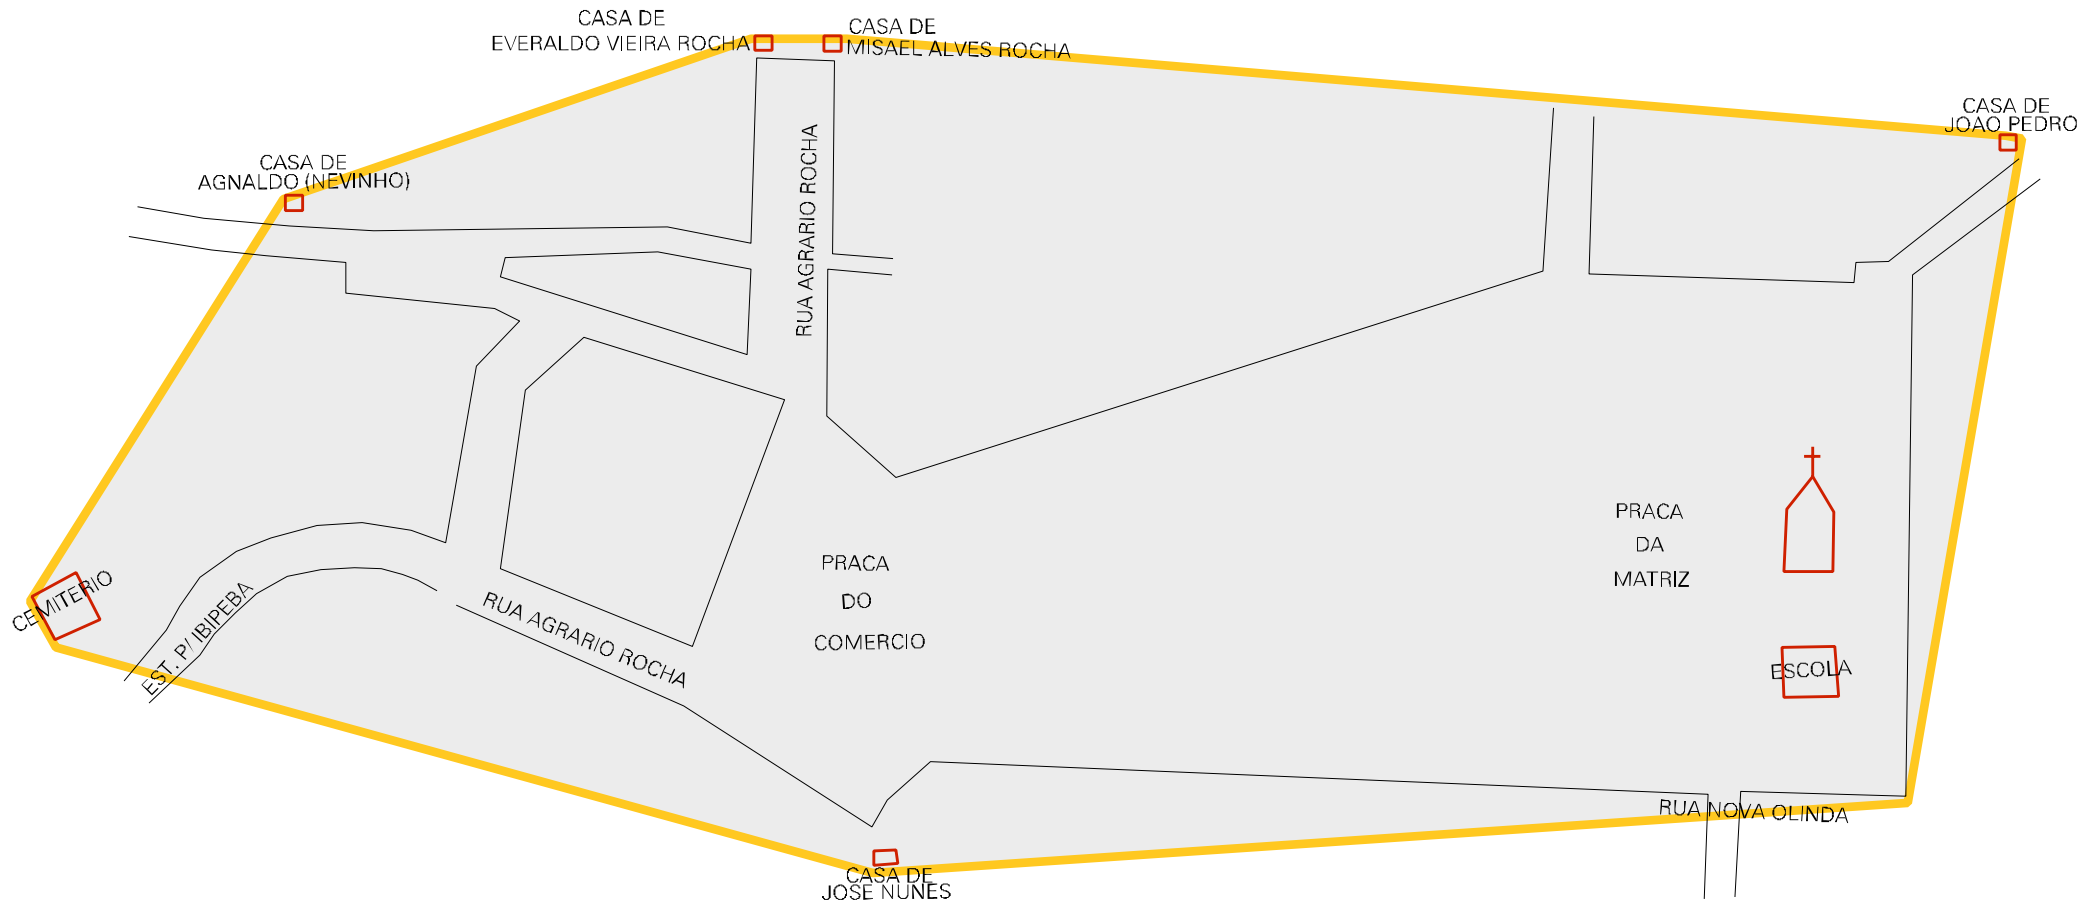 CASA DE
EVERALDO VIEIRA ROCHA
CASA DE
MISAEL ALVES ROCHA
CASA DE
JOAO PEDRO
CASA DE
AGNALDO (NEVINHO)
RUA AGRARIO ROCHA
PRACA
DA
MATRIZ
PRACA
DO
COMERCIO
CEMITERIO
EST. P/ IBIPEBA
RUA AGRARIO ROCHA
ESCOLA
RUA NOVA OLINDA
CASA DE
JOSE NUNES